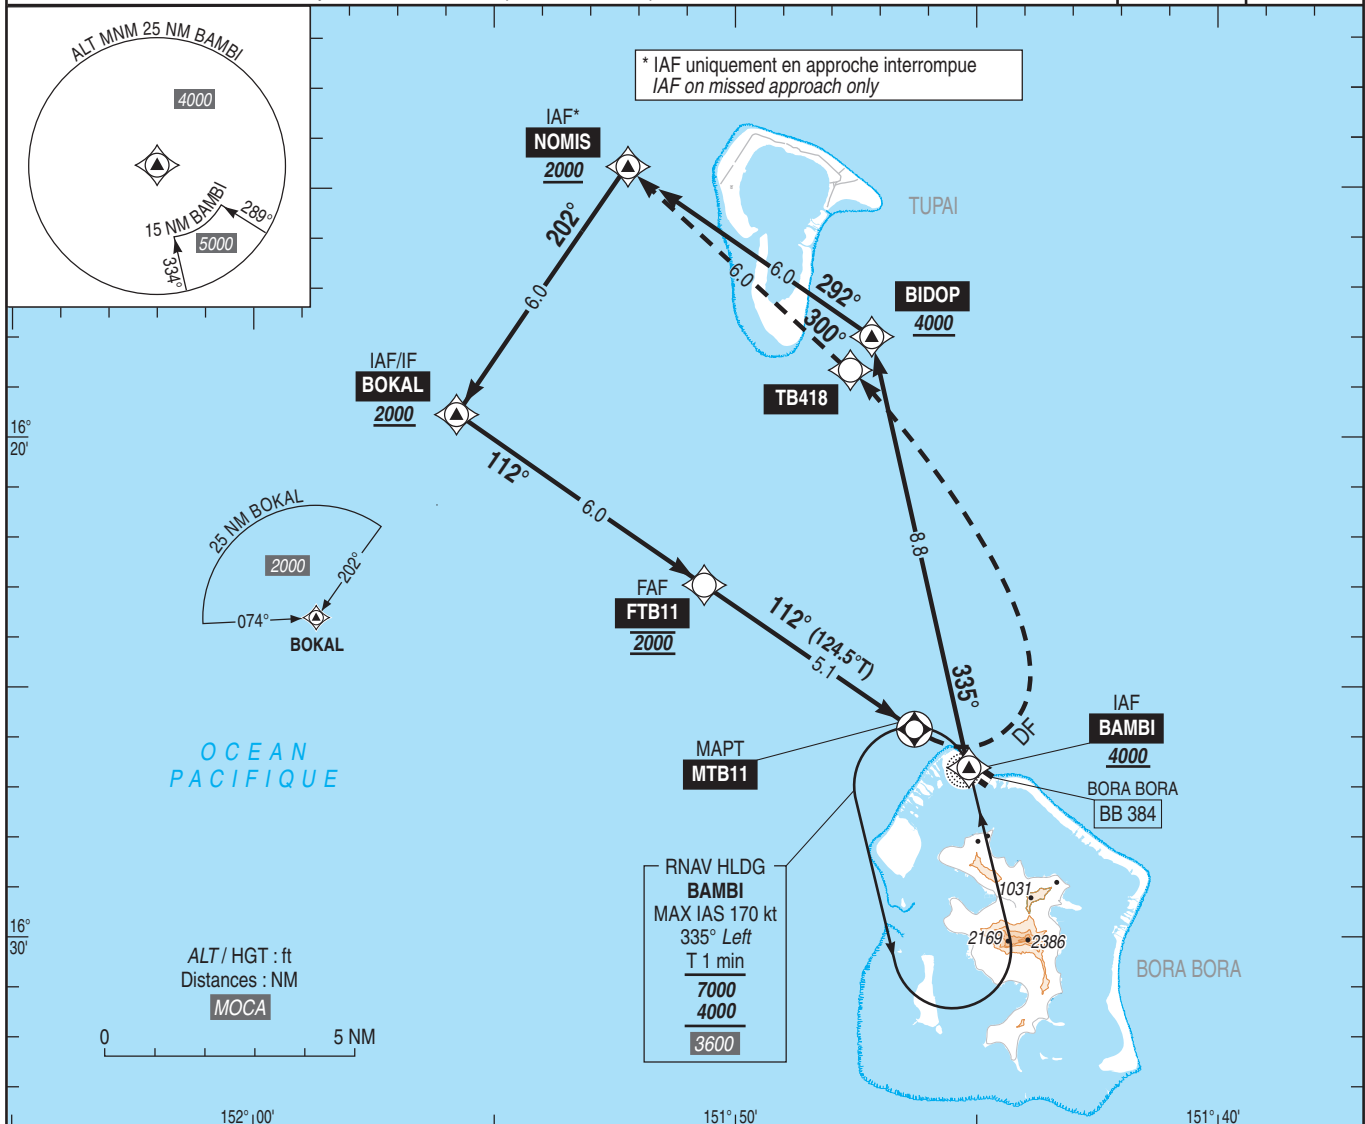 ALT MNM 25 NM BAMBI
4000
15 NM BAMBI
289°
5000
334°
* IAF uniquement en approche interrompue
IAF on missed approach only
IAF*
NOMIS
2000
TUPAI
202°
6.0
6.0
6.0
292°
300°
BIDOP
4000
TB418
IAF/IF
BOKAL
2000
16°
20'
112°
6.0
25 NM BOKAL
2000
202°
074°
BOKAL
8.8
FAF
FTB11
2000
112° (124.5°T)
5.1
335°
DF
IAF
BAMBI
4000
MAPT
MTB11
OCEAN
PACIFIQUE
BORA BORA
BB 384
RNAV HLDG
BAMBI
MAX IAS 170 kt
335° Left
T 1 min
7000
4000
3600
1031
2169
2386
16°
30'
BORA BORA
ALT / HGT : ft
Distances : NM
MOCA
0
5 NM
152°00'
151°50'
151°40'